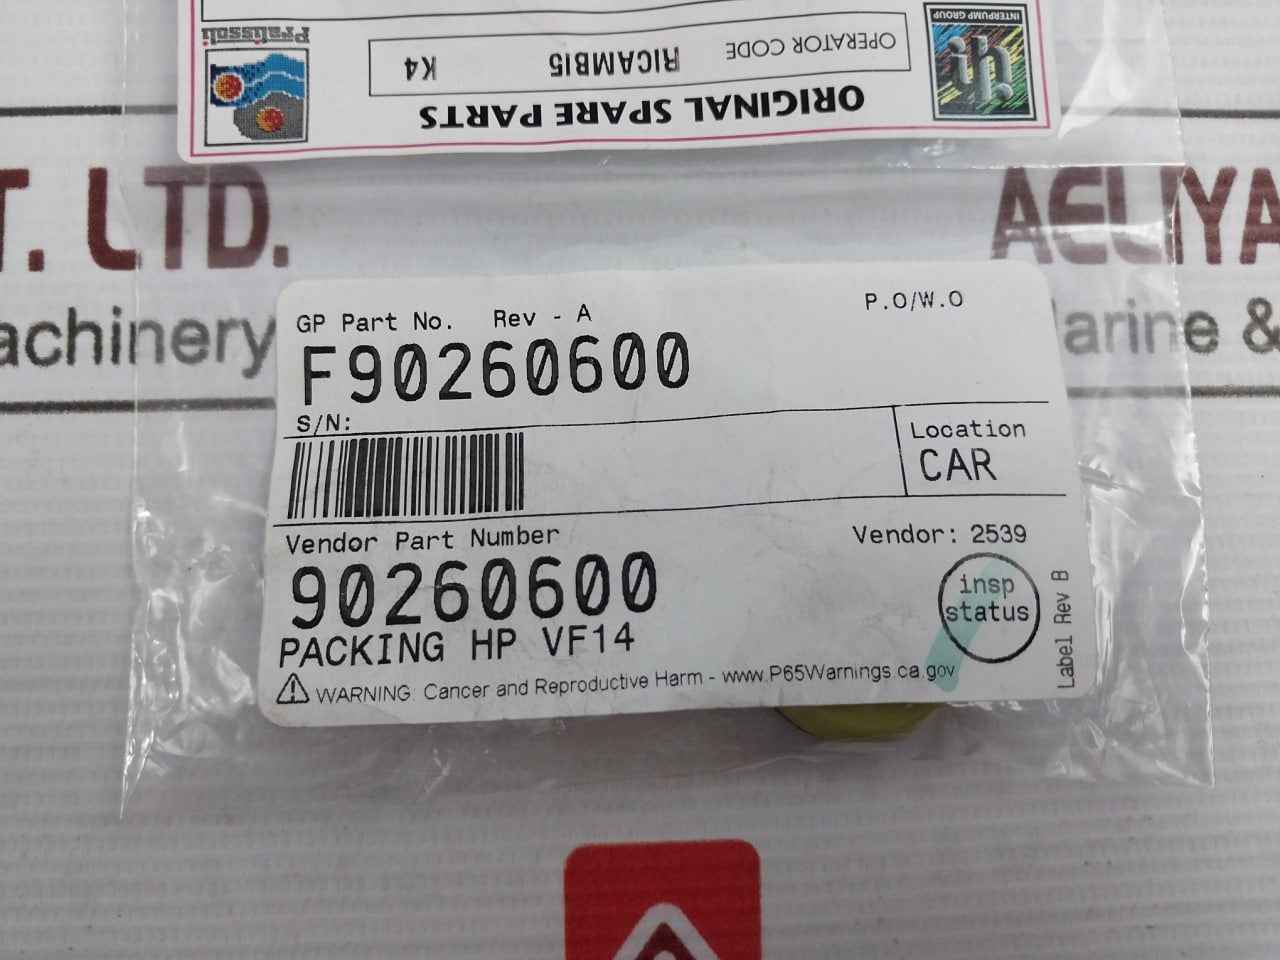 Pratissoli
INTERPUMP GROUP
OPERATOR CODE RICAMBI5 K4
ORIGINAL SPARE PARTS
T. LTD.
AELIYA
achinery
arine &
GP Part No. Rev - A
P.O/W.O
F90260600
S/N:
Location
CAR
Vendor Part Number
Vendor: 2539
90260600
insp
status
PACKING HP VF14
WARNING: Cancer and Reproductive Harm - www.P65Warnings.ca.gov
Label Rev B